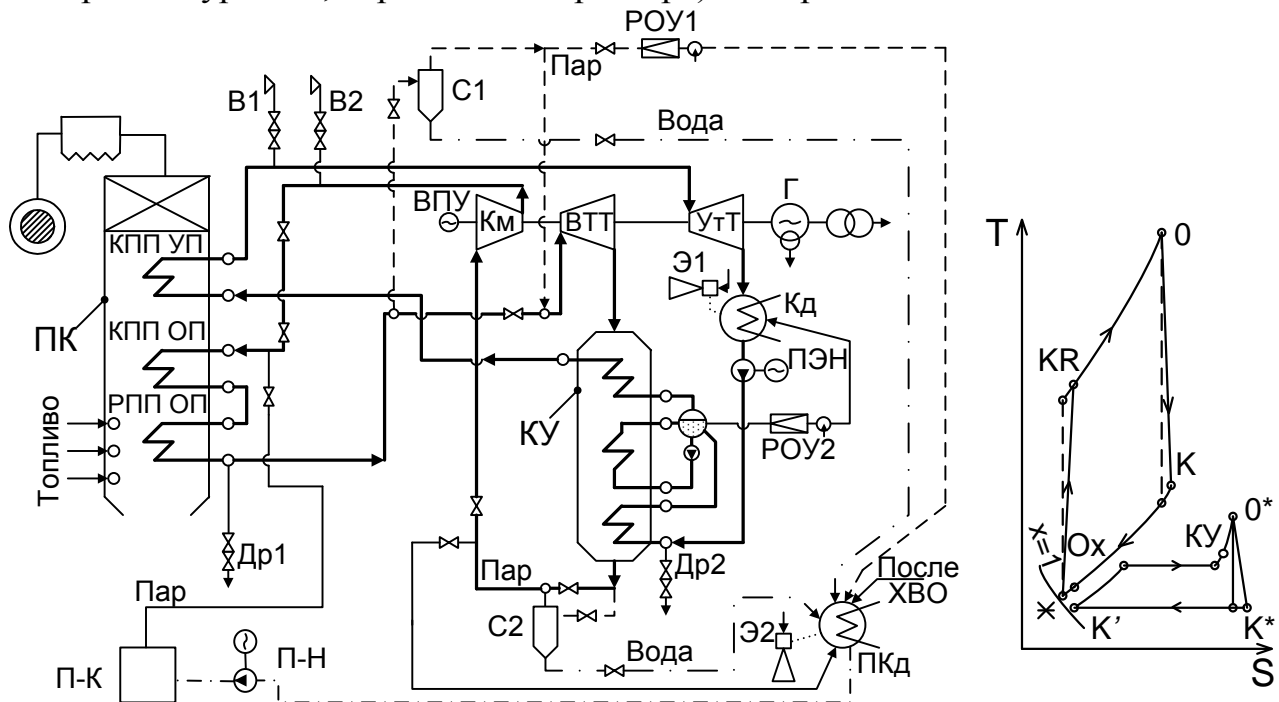 РОУ1
Пар
С1
В1
В2
Вода
ВПУ
Км
ВТТ
УтТ
Г
КПП УП
Э1
Кд
ПК
КПП ОП
ПЭН
РПП ОП
КУ
РОУ2
Топливо
Др1
Др2
Пар
Пар
После
ХВО
С2
Э2
Вода
ПКд
П-К
П-Н
T
0
KR
K
0*
x=1
Ox
КУ
Ж
K'
K*
S